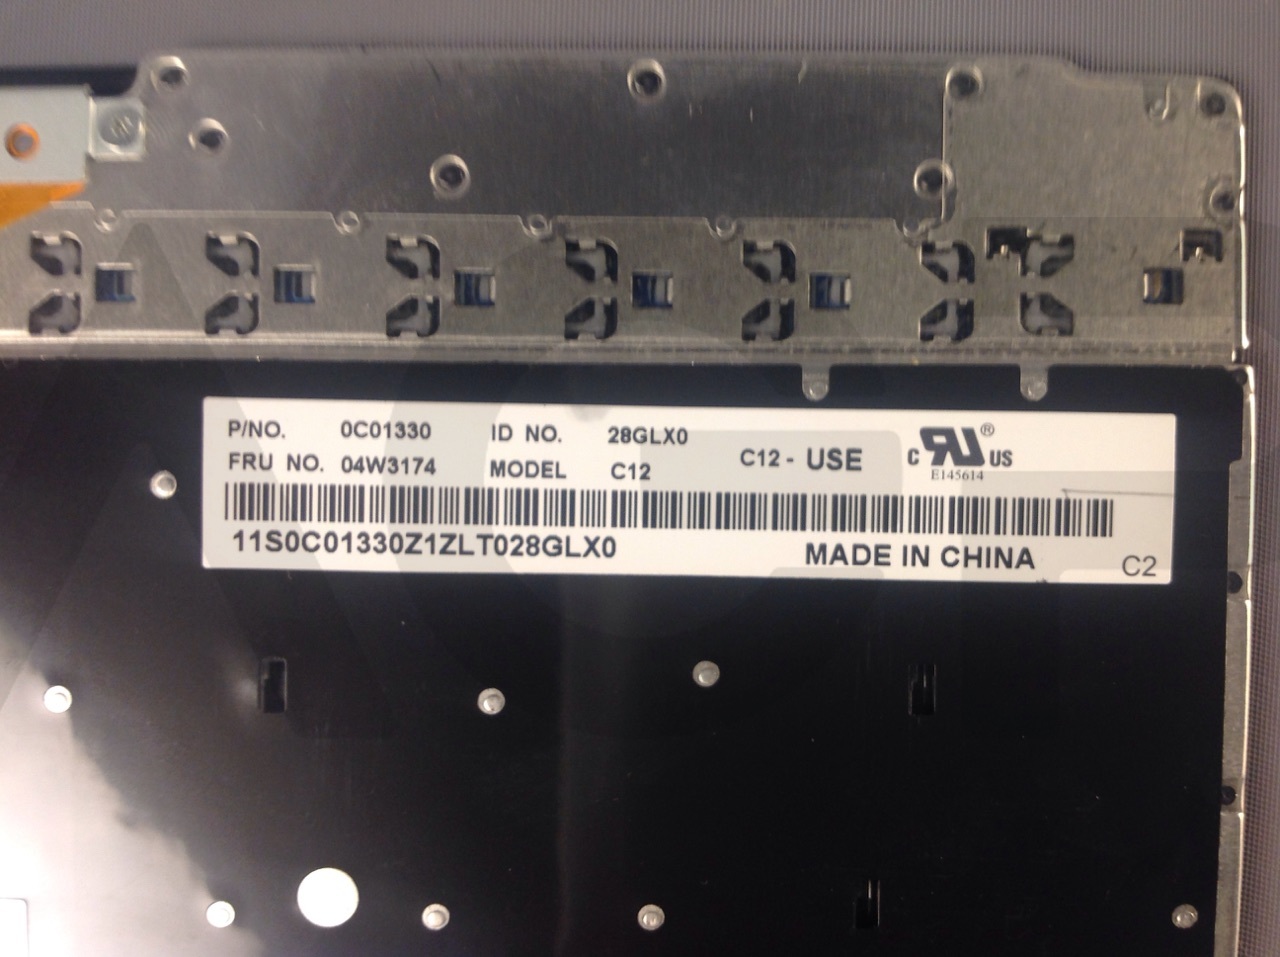 P/NO. 0C01330 ID NO. 28GLX0
FRU NO. 04W3174 MODEL C12 C12 - USE C RU ® US
E145614
11S0C01330Z1ZLT028GLX0 MADE IN CHINA C2